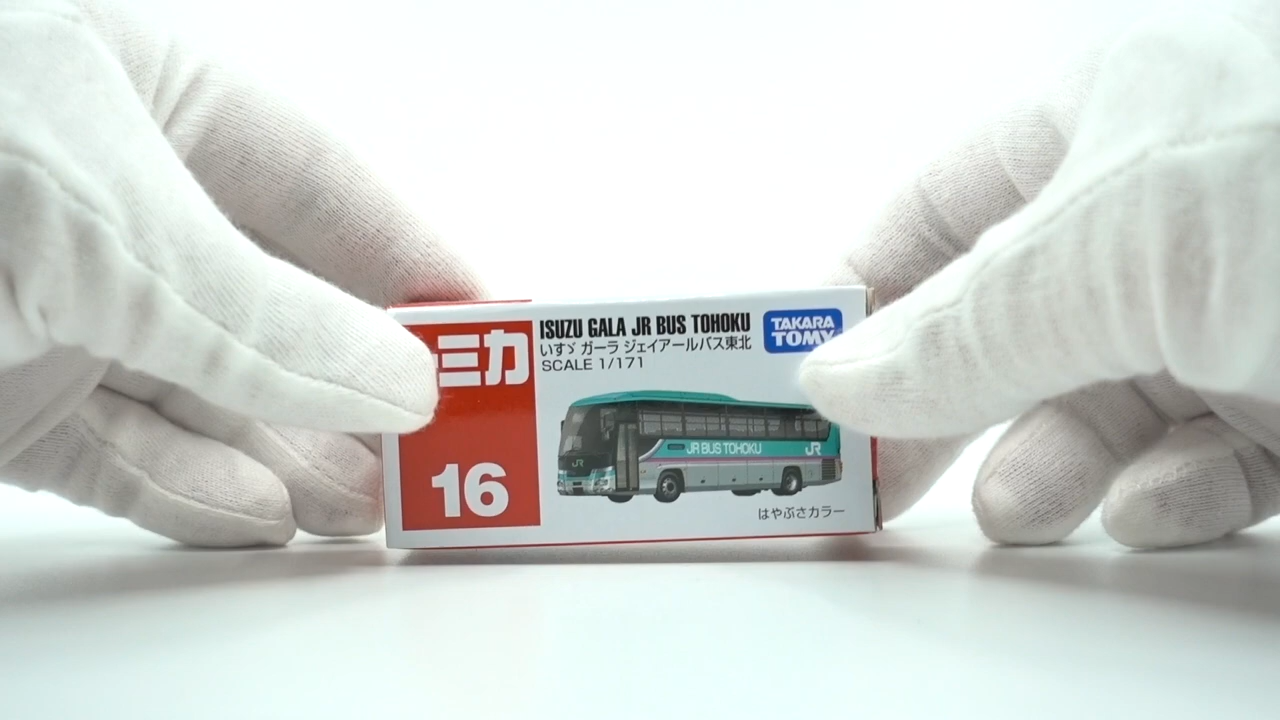 ミカ
16
ISUZU GALA JR BUS TOHOKU
いすゞ ガーラ ジェイアールバス東北
SCALE 1/171
TAKARA
TOMY
JR BUS TOHOKU
JR
JR
はやぶさカラー